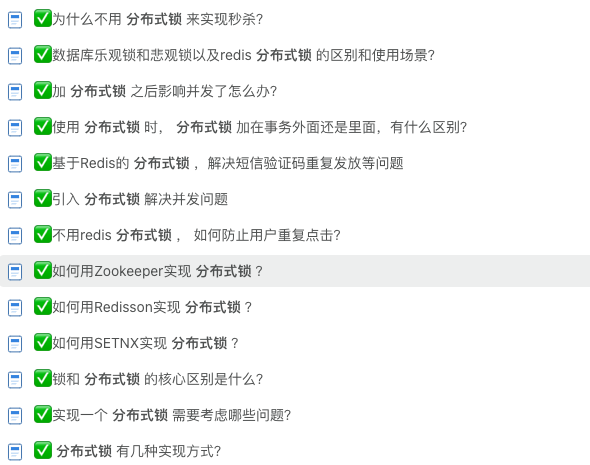 为什么不用 分布式锁 来实现秒杀?
数据库乐观锁和悲观锁以及redis 分布式锁 的区别和使用场景?
加 分布式锁 之后影响并发了怎么办?
使用 分布式锁 时， 分布式锁 加在事务外面还是里面，有什么区别?
基于Redis的 分布式锁 ，解决短信验证码重复发放等问题
引入 分布式锁 解决并发问题
不用redis 分布式锁 ， 如何防止用户重复点击?
如何用Zookeeper实现 分布式锁 ?
如何用Redisson实现 分布式锁 ?
如何用SETNX实现 分布式锁 ?
锁和 分布式锁 的核心区别是什么?
实现一个 分布式锁 需要考虑哪些问题?
分布式锁 有几种实现方式?